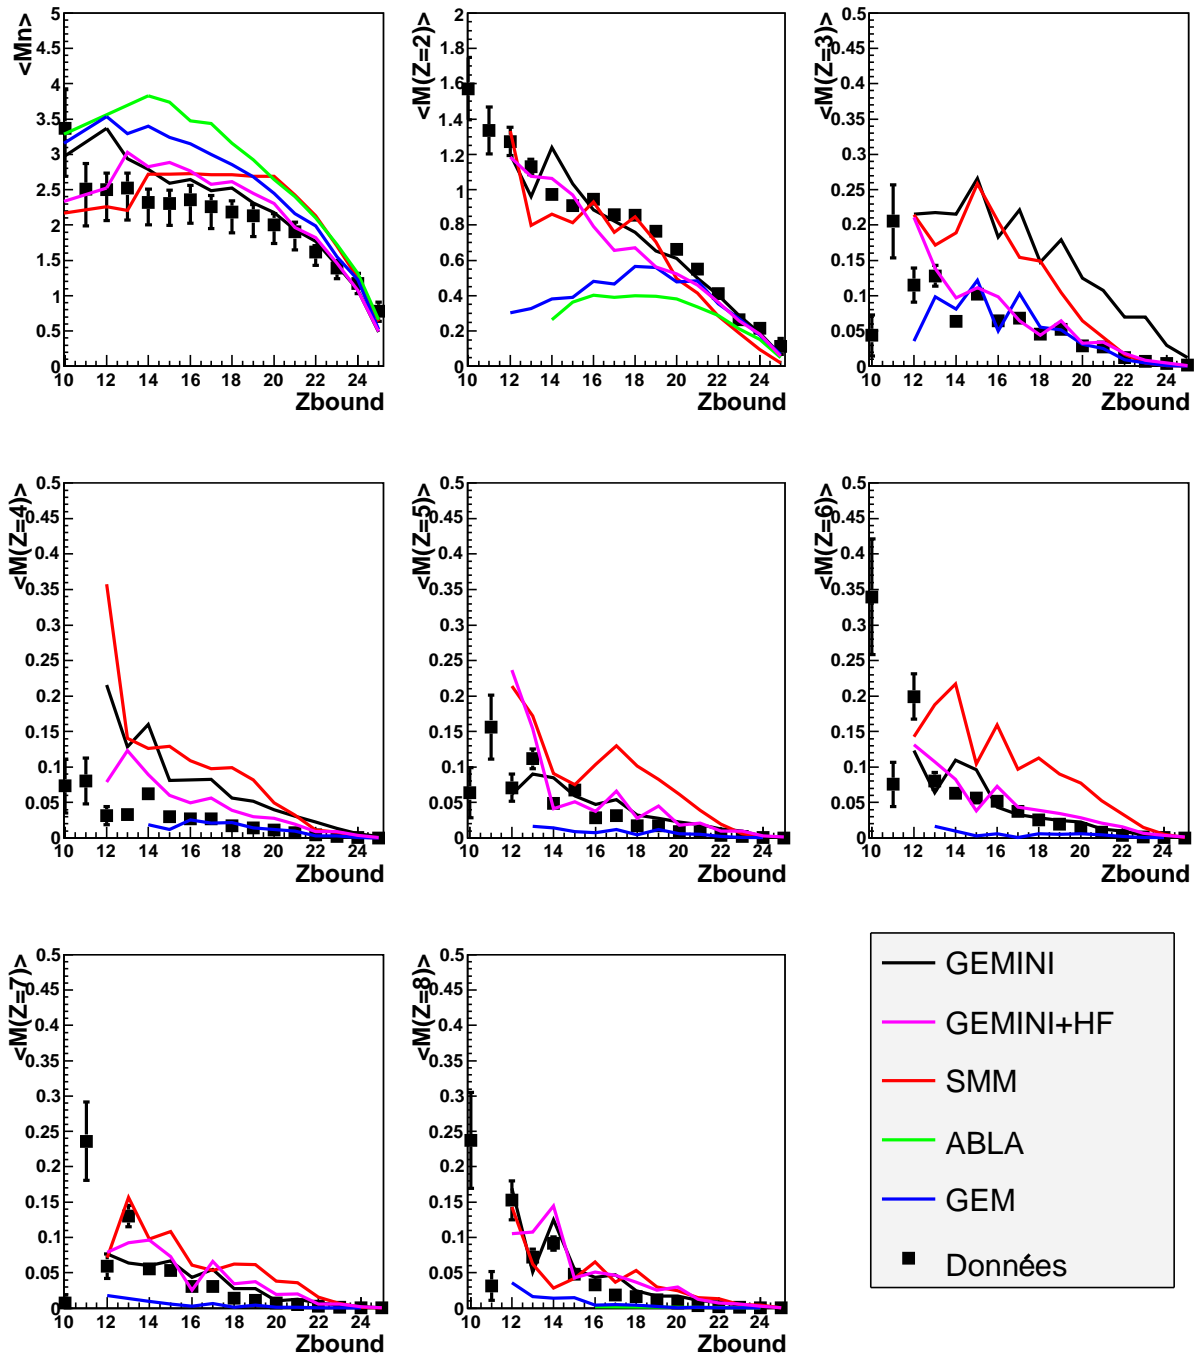 <Mn>
5
4.5
4
3.5
3
2.5
2
1.5
1
0.5
0
10 12 14 16 18 20 22 24
Zbound
<M(Z=2)>
2
1.8
1.6
1.4
1.2
1
0.8
0.6
0.4
0.2
0
10 12 14 16 18 20 22 24
Zbound
<M(Z=3)>
0.5
0.45
0.4
0.35
0.3
0.25
0.2
0.15
0.1
0.05
0
10 12 14 16 18 20 22 24
Zbound
<M(Z=4)>
0.5
0.45
0.4
0.35
0.3
0.25
0.2
0.15
0.1
0.05
0
10 12 14 16 18 20 22 24
Zbound
<M(Z=5)>
0.5
0.45
0.4
0.35
0.3
0.25
0.2
0.15
0.1
0.05
0
10 12 14 16 18 20 22 24
Zbound
<M(Z=6)>
0.5
0.45
0.4
0.35
0.3
0.25
0.2
0.15
0.1
0.05
0
10 12 14 16 18 20 22 24
Zbound
<M(Z=7)>
0.5
0.45
0.4
0.35
0.3
0.25
0.2
0.15
0.1
0.05
0
10 12 14 16 18 20 22 24
Zbound
<M(Z=8)>
0.5
0.45
0.4
0.35
0.3
0.25
0.2
0.15
0.1
0.05
0
10 12 14 16 18 20 22 24
Zbound
GEMINI
GEMINI+HF
SMM
ABLA
GEM
Données